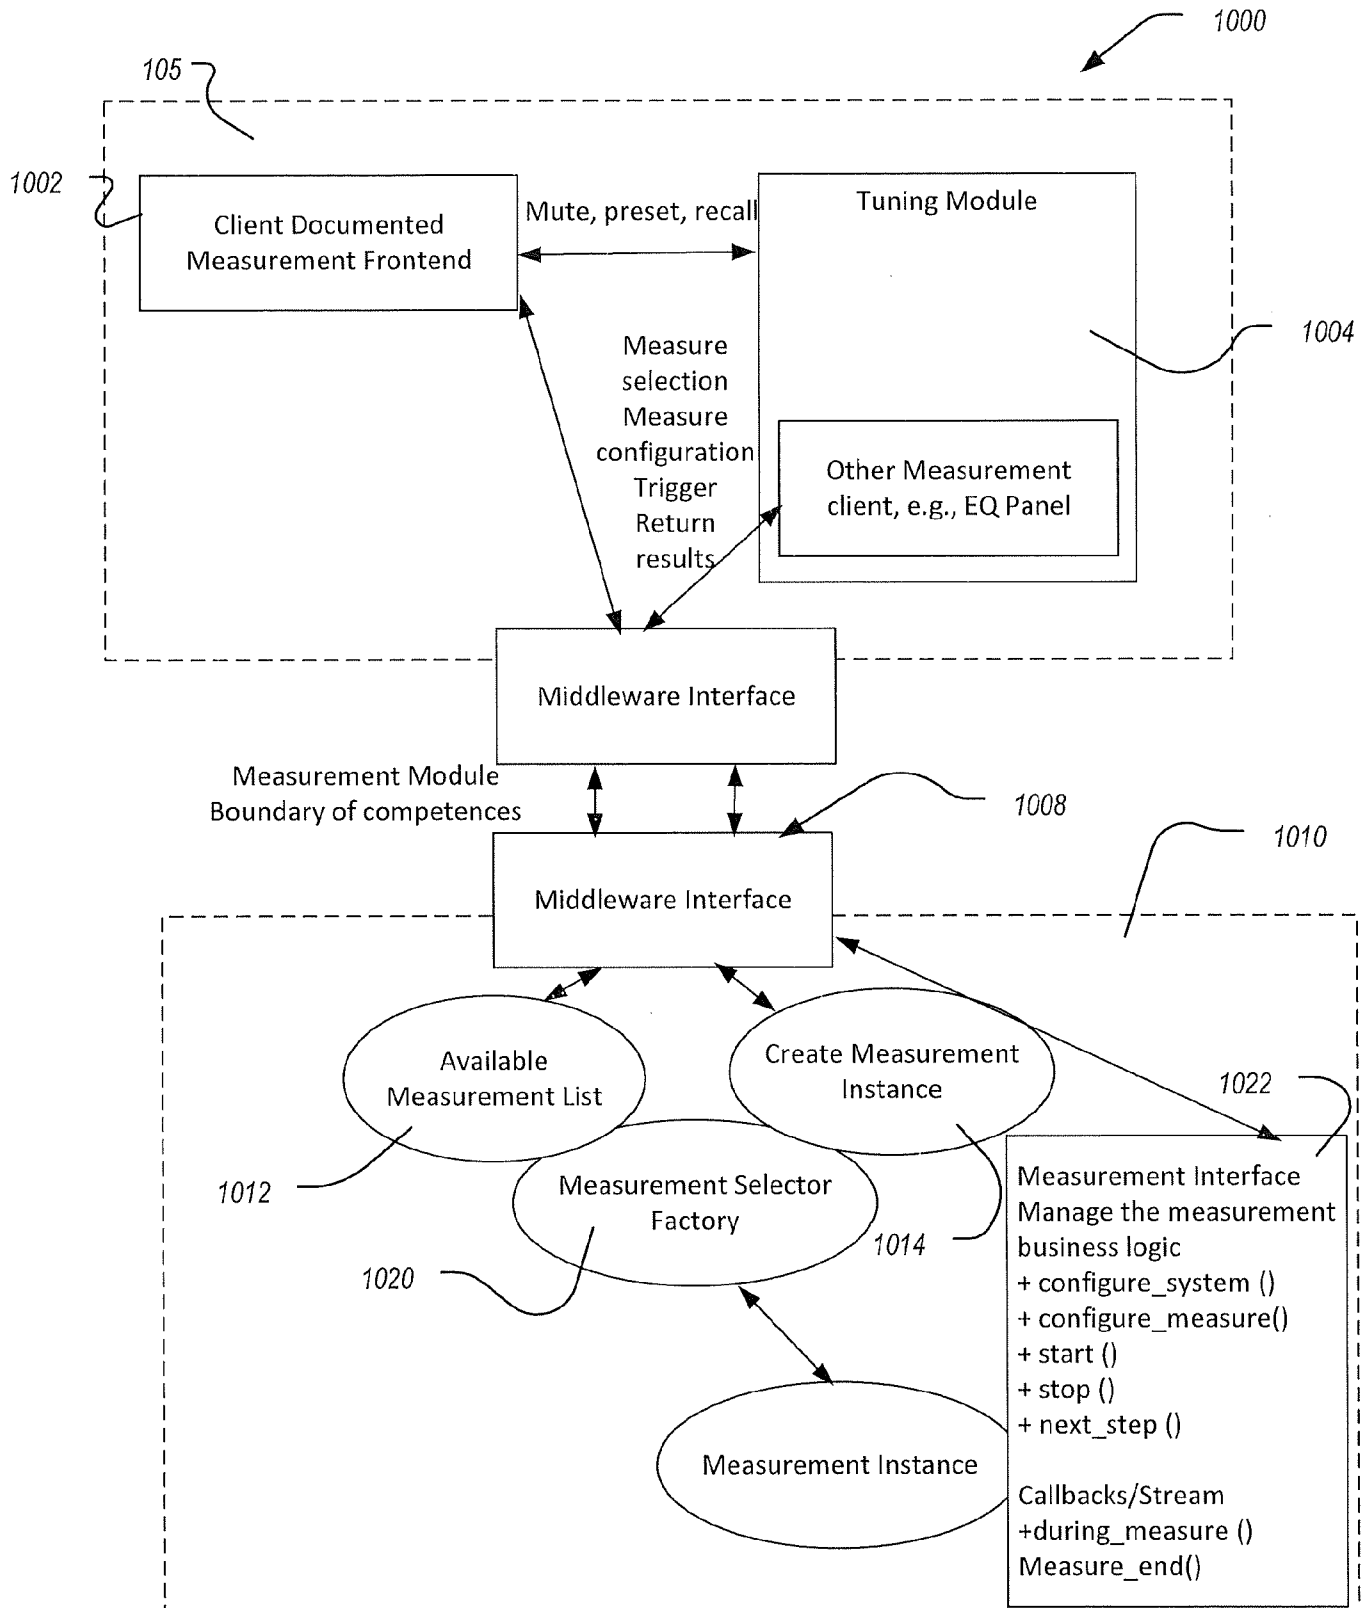 1000
105
1002
Client Documented
Measurement Frontend
Mute, preset, recall
Tuning Module
1004
Measure
selection
Measure
configuration
Trigger
Return
results
Other Measurement
client, e.g., EQ Panel
Middleware Interface
Measurement Module
Boundary of competences
1008
1010
Middleware Interface
Available
Measurement List
Create Measurement
Instance
1022
1012
Measurement Selector
Factory
1014
1020
Measurement Interface
Manage the measurement
business logic
+ configure_system ()
+ configure_measure()
+ start ()
+ stop ()
+ next_step ()
Measurement Instance
Callbacks/Stream
+during_measure ()
Measure_end()